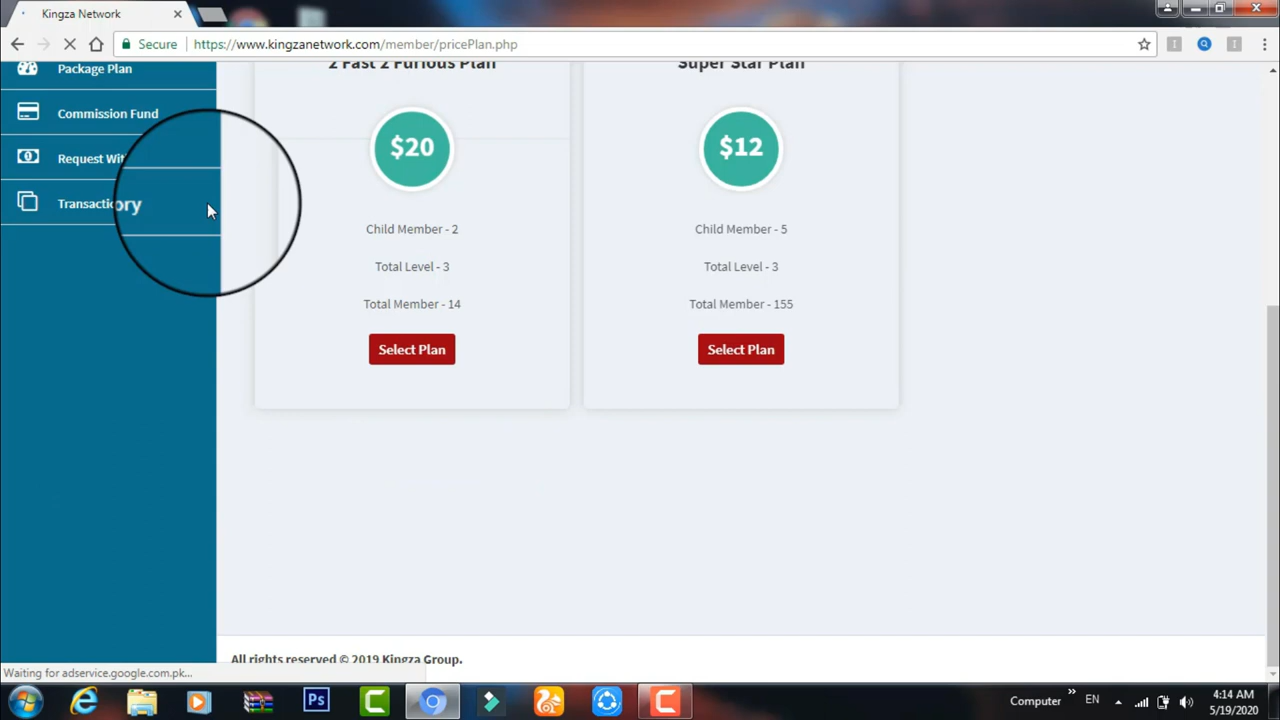 Kingza Network
Secure
https://www.kingzanetwork.com/member/pricePlan.php
Package Plan
Commission Fund
Request Wit
Transactiory
2 Fast 2 Furious Plan
$20
Child Member - 2
Total Level - 3
Total Member - 14
Select Plan
Super Star Plan
$12
Child Member - 5
Total Level - 3
Total Member - 155
Select Plan
All rights reserved © 2019 Kingza Group.
Waiting for adservice.google.com.pk...
Ps
Computer
EN
4:14 AM
5/19/2020